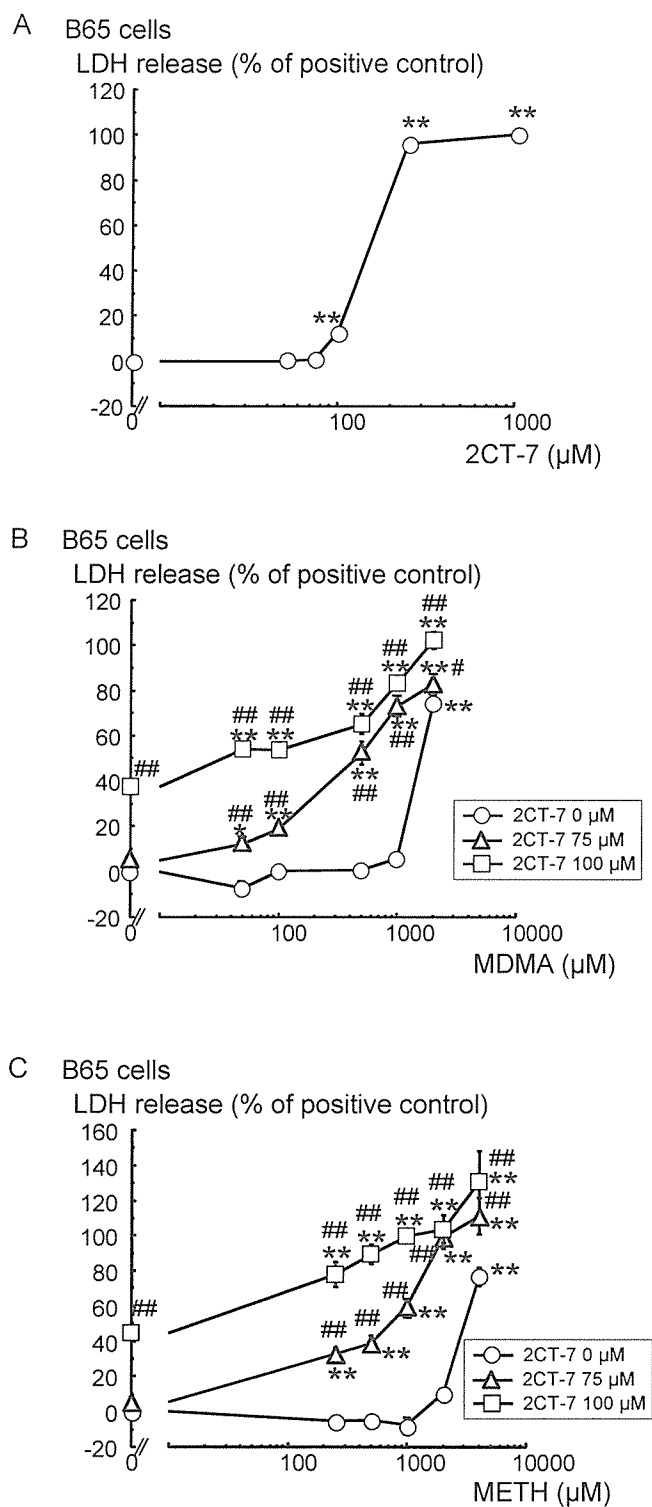 A B65 cells
LDH release (% of positive control)
120
100
80
60
40
20
0
-20
** ** **
0 100 1000
2CT-7 (µM)
B B65 cells
LDH release (% of positive control)
120
100
80
60
40
20
0
-20
##
## **
## **
## **
## **
## **
## *
## **
** ##
** ##
** #
**
2CT-7 0 µM
2CT-7 75 µM
2CT-7 100 µM
0 100 1000 10000
MDMA (µM)
C B65 cells
LDH release (% of positive control)
160
140
120
100
80
60
40
20
0
-20
##
## **
## **
## **
## **
## **
## **
## **
## **
## **
## **
**
2CT-7 0 µM
2CT-7 75 µM
2CT-7 100 µM
0 100 1000 10000
METH (µM)